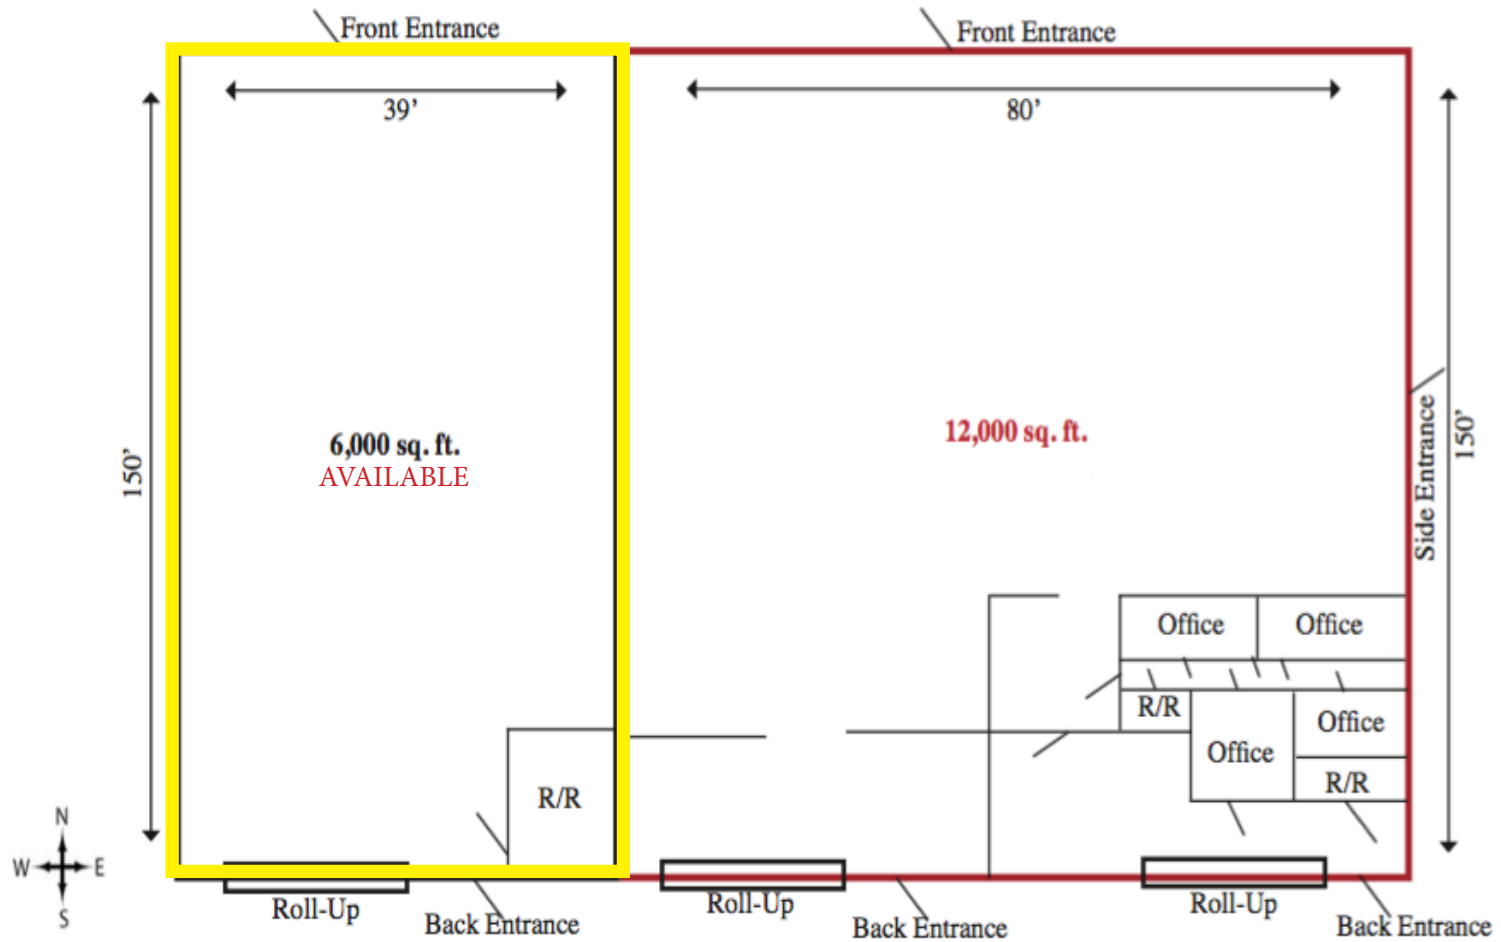 Front Entrance
Front Entrance
39’
80’
6,000 sq. ft.
AVAILABLE
12,000 sq. ft.
150’
150’
Side Entrance
Office
Office
R/R
Office
Office
R/R
R/R
N
W
E
S
Roll-Up
Back Entrance
Roll-Up
Back Entrance
Roll-Up
Back Entrance